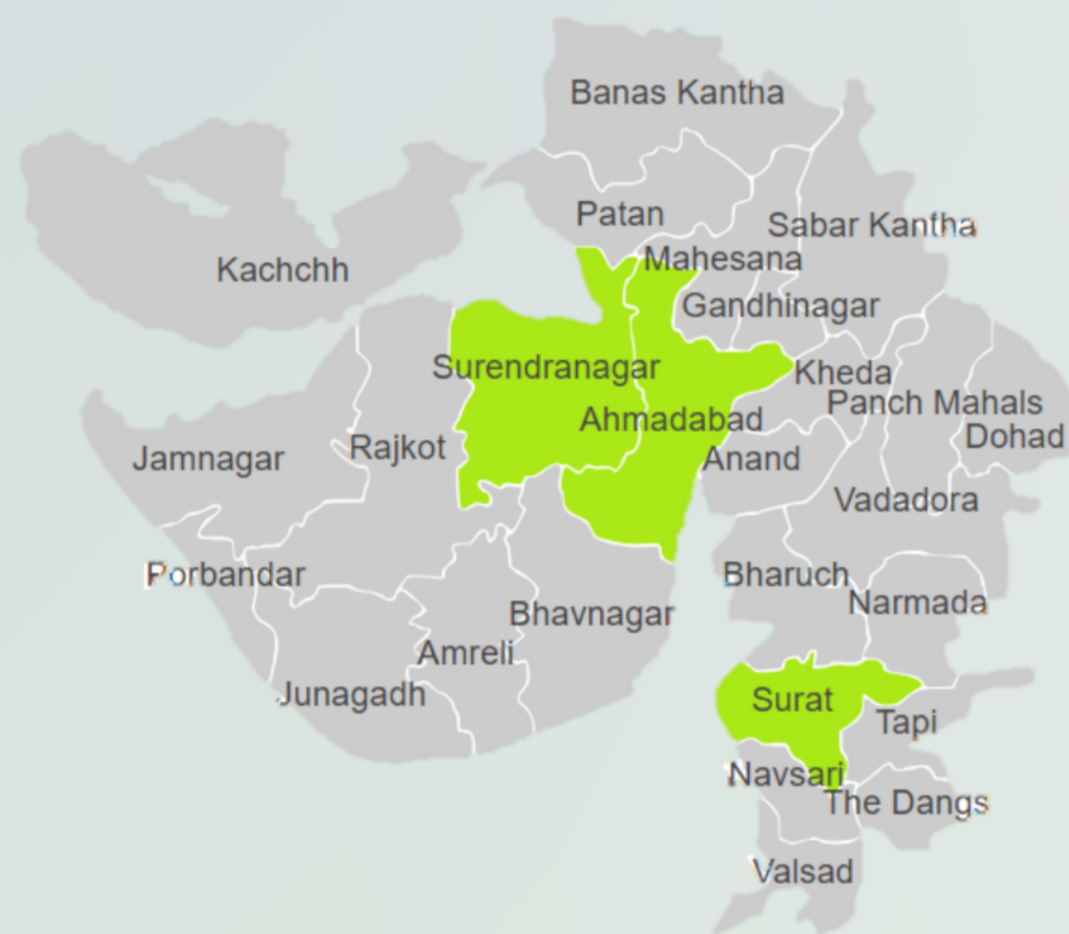 Banas Kantha
Patan
Sabar Kantha
Mahesana
Kachchh
Gandhinagar
Surendranagar
Kheda
Panch Mahals
Ahmadabad
Dohad
Rajkot
Jamnagar
Anand
Vadadora
Porbandar
Bharuch
Narmada
Bhavnagar
Amreli
Junagadh
Surat
Tapi
Navsari
The Dangs
Valsad